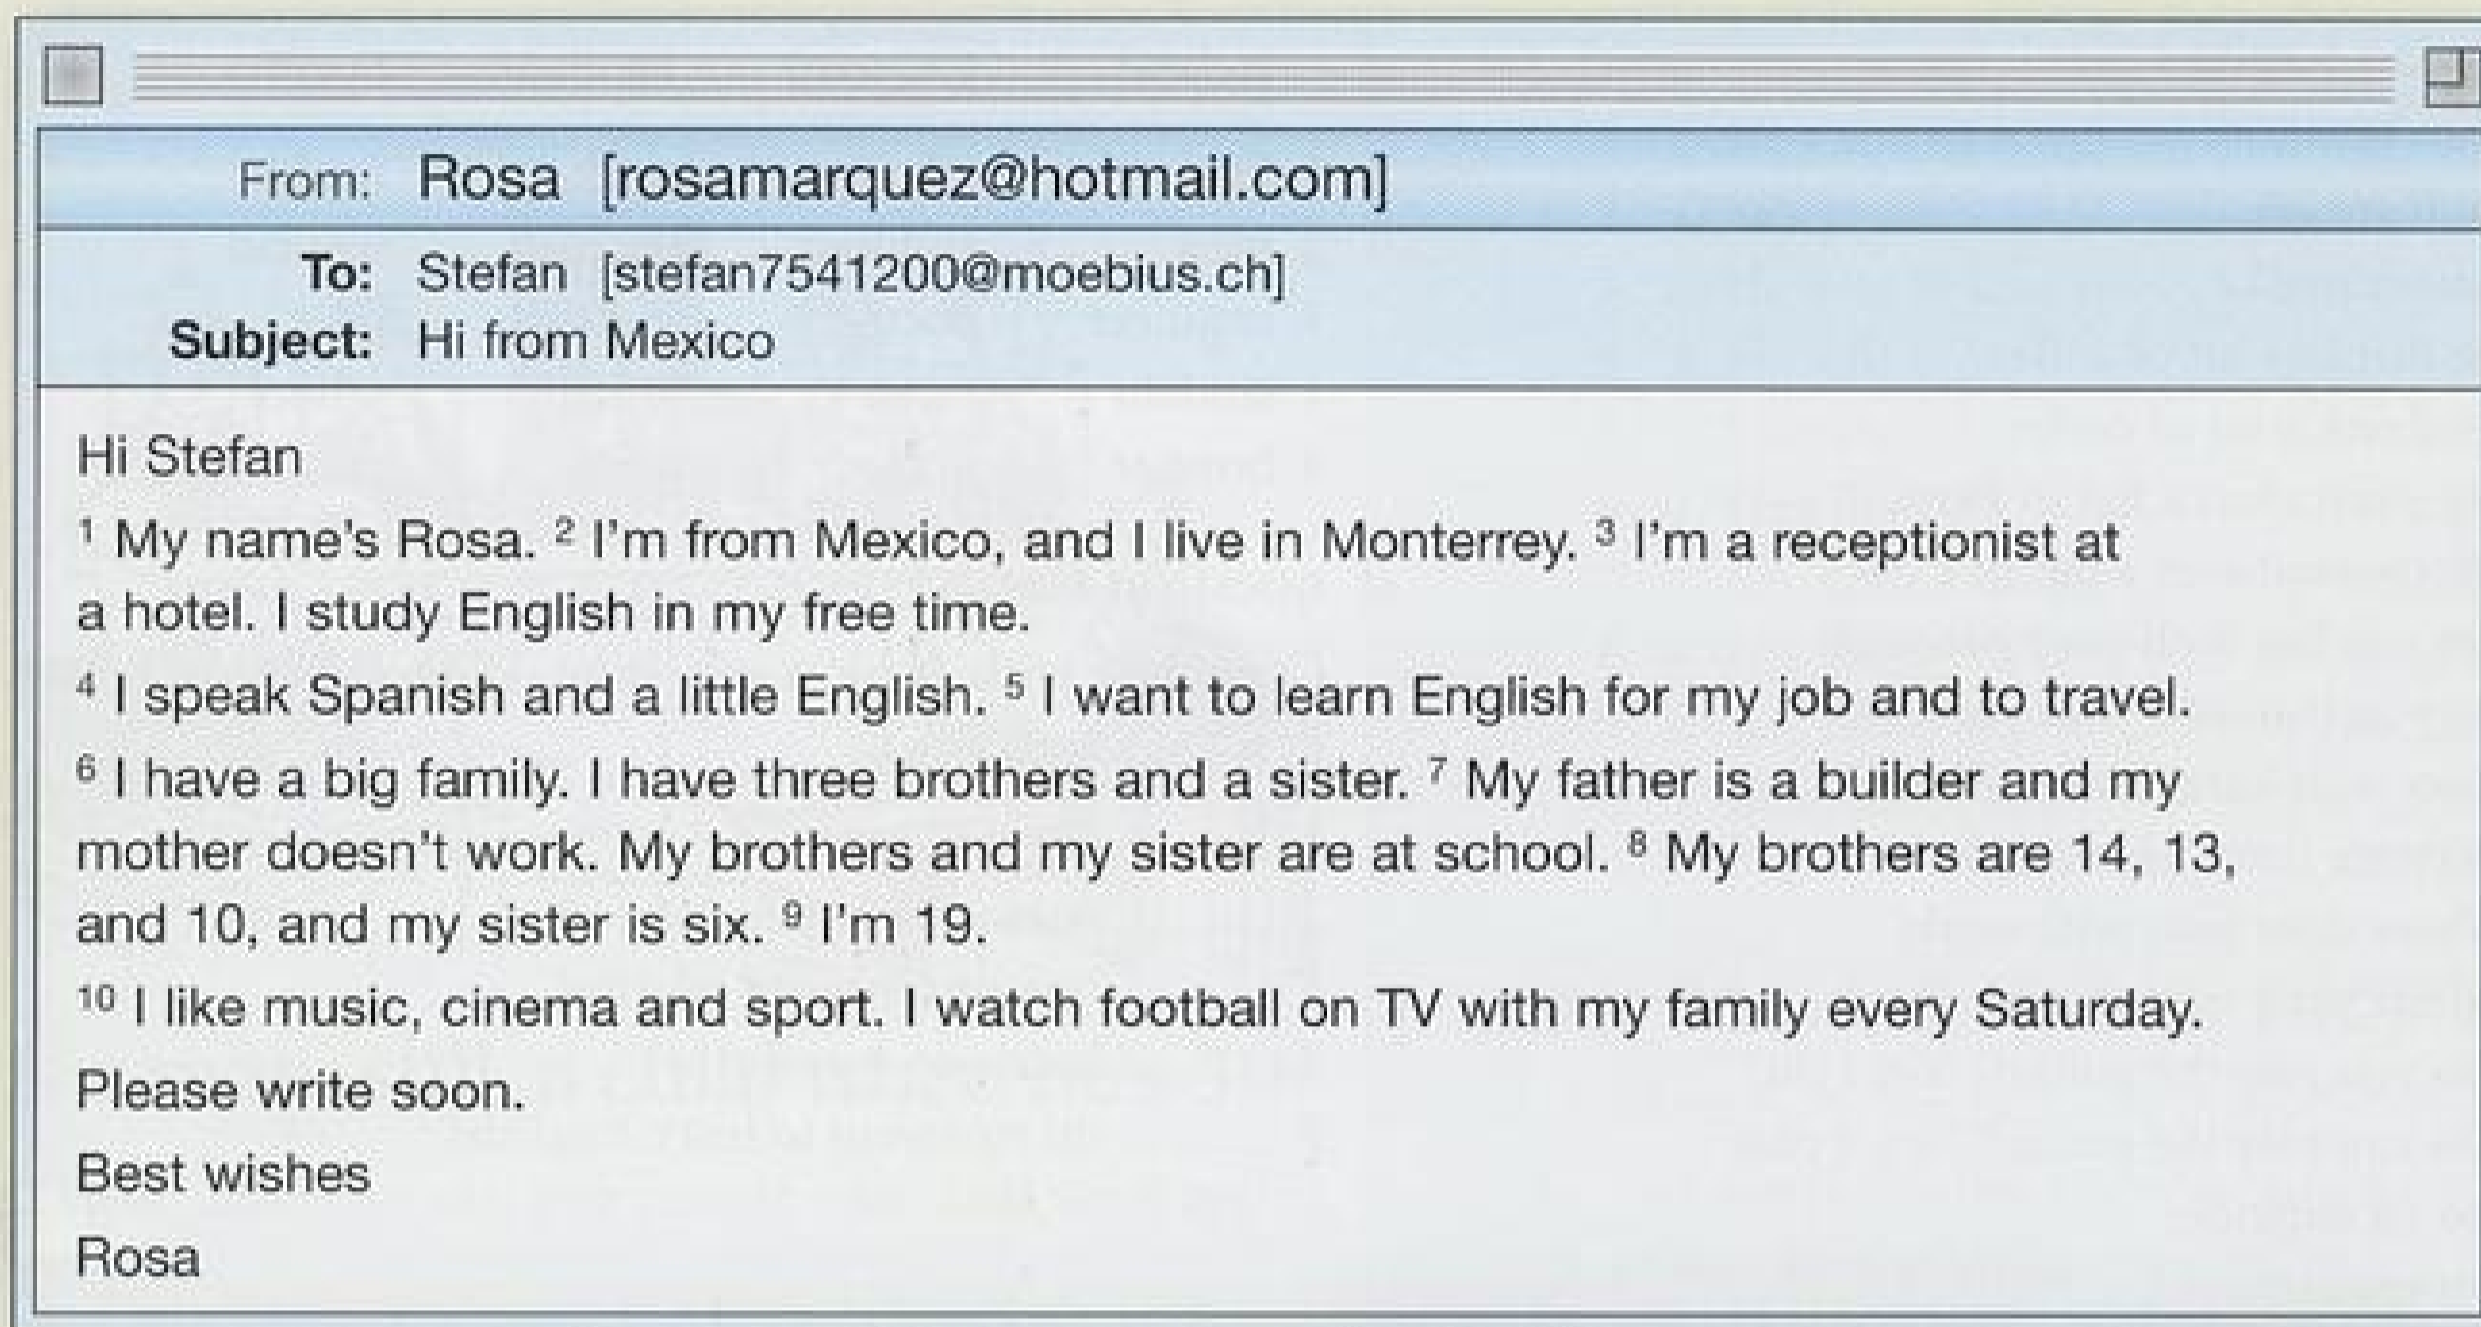 From: Rosa [rosamarquez@hotmail.com]
To: Stefan [stefan7541200@moebius.ch]
Subject: Hi from Mexico
Hi Stefan
1 My name's Rosa. 2 I'm from Mexico, and I live in Monterrey. 3 I'm a receptionist at
a hotel. I study English in my free time.
4 I speak Spanish and a little English. 5 I want to learn English for my job and to travel.
6 I have a big family. I have three brothers and a sister. 7 My father is a builder and my
mother doesn't work. My brothers and my sister are at school. 8 My brothers are 14, 13,
and 10, and my sister is six. 9 I'm 19.
10 I like music, cinema and sport. I watch football on TV with my family every Saturday.
Please write soon.
Best wishes
Rosa